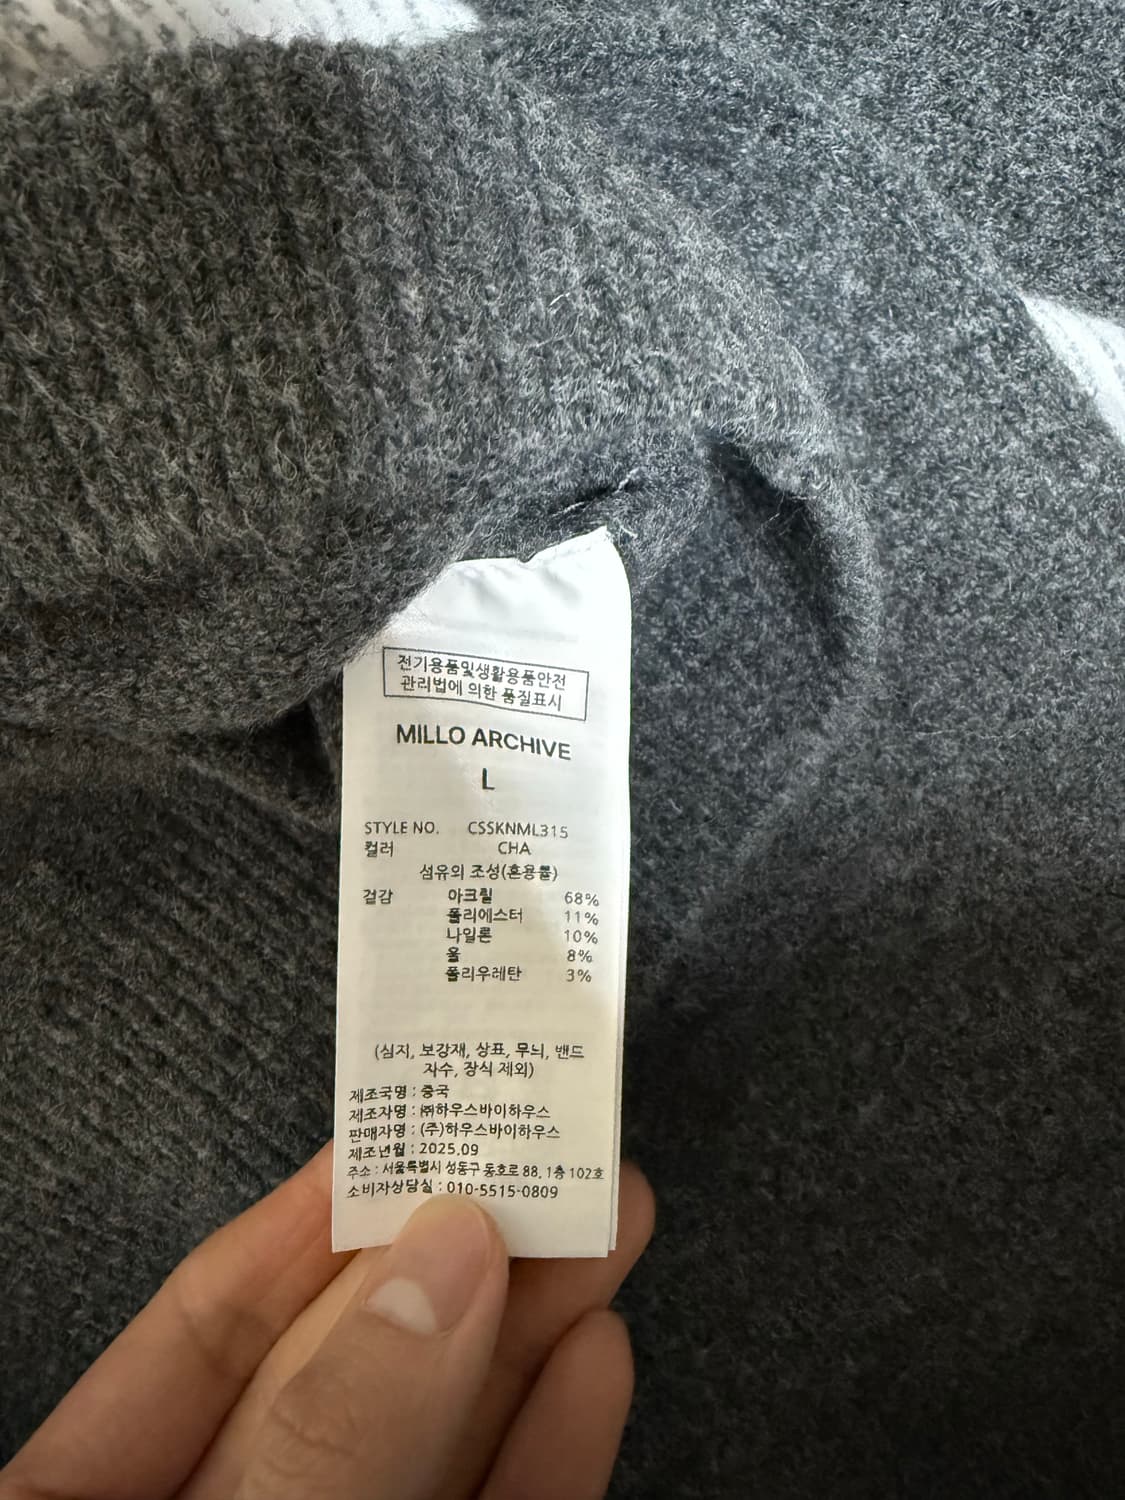 전기용품및생활용품안전
관리법에 의한 품질표시
MILLO ARCHIVE
L
STYLE NO. CSSKNML315
컬러 CHA
섬유의 조성(혼용률)
겉감 아크릴 68%
폴리에스터 11%
나일론 10%
울 8%
폴리우레탄 3%
(심지, 보강재, 상표, 무늬, 밴드
자수, 장식 제외)
제조국명 : 중국
제조자명 : ㈜하우스바이하우스
판매자명 : (주)하우스바이하우스
제조년월 : 2025.09
주소 : 서울특별시 성동구 동호로 88, 1층 102호
소비자상담실 : 010-5515-0809